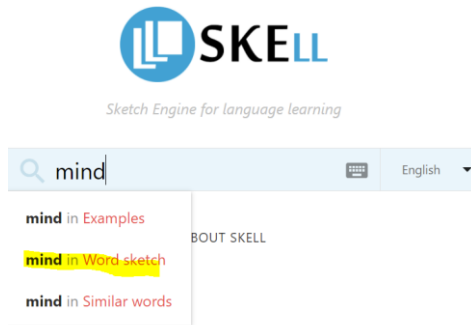 SKELL
Sketch Engine for language learning
mind English
mind in Examples
BOUT SKELL
mind in Word sketch
mind in Similar words